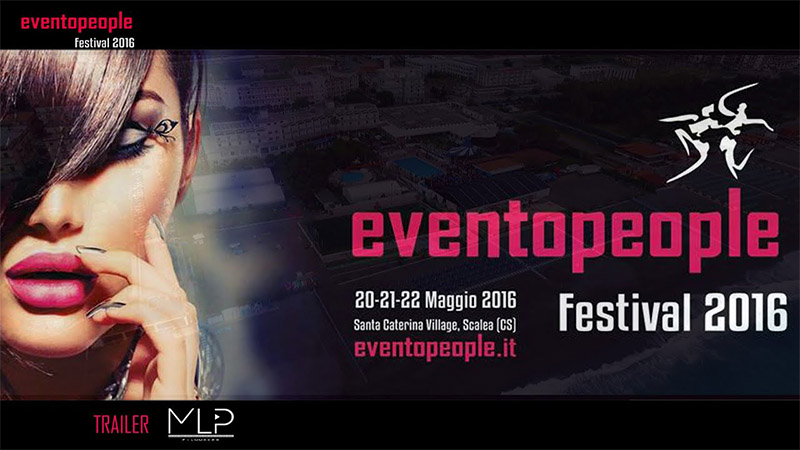 eventopeople
Festival 2016
eventopeople
20-21-22 Maggio 2016
Santa Caterina Village, Scalea (CS)
eventopeople.it
Festival 2016
TRAILER
MLP
FILMMAKER